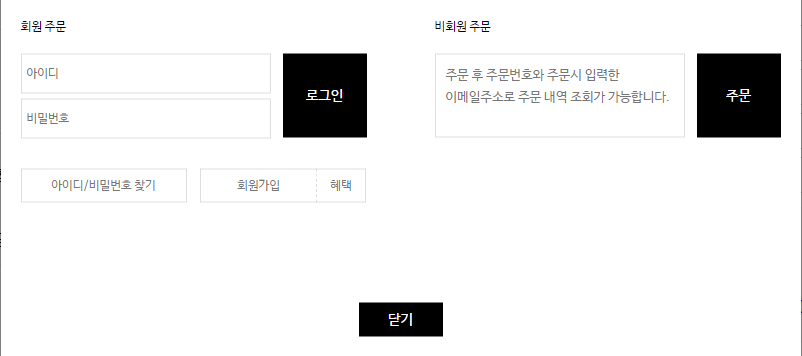 회원 주문
아이디
비밀번호
로그인
아이디/비밀번호 찾기
회원가입
혜택
비회원 주문
주문 후 주문번호와 주문시 입력한
이메일주소로 주문 내역 조회가 가능합니다.
주문
닫기